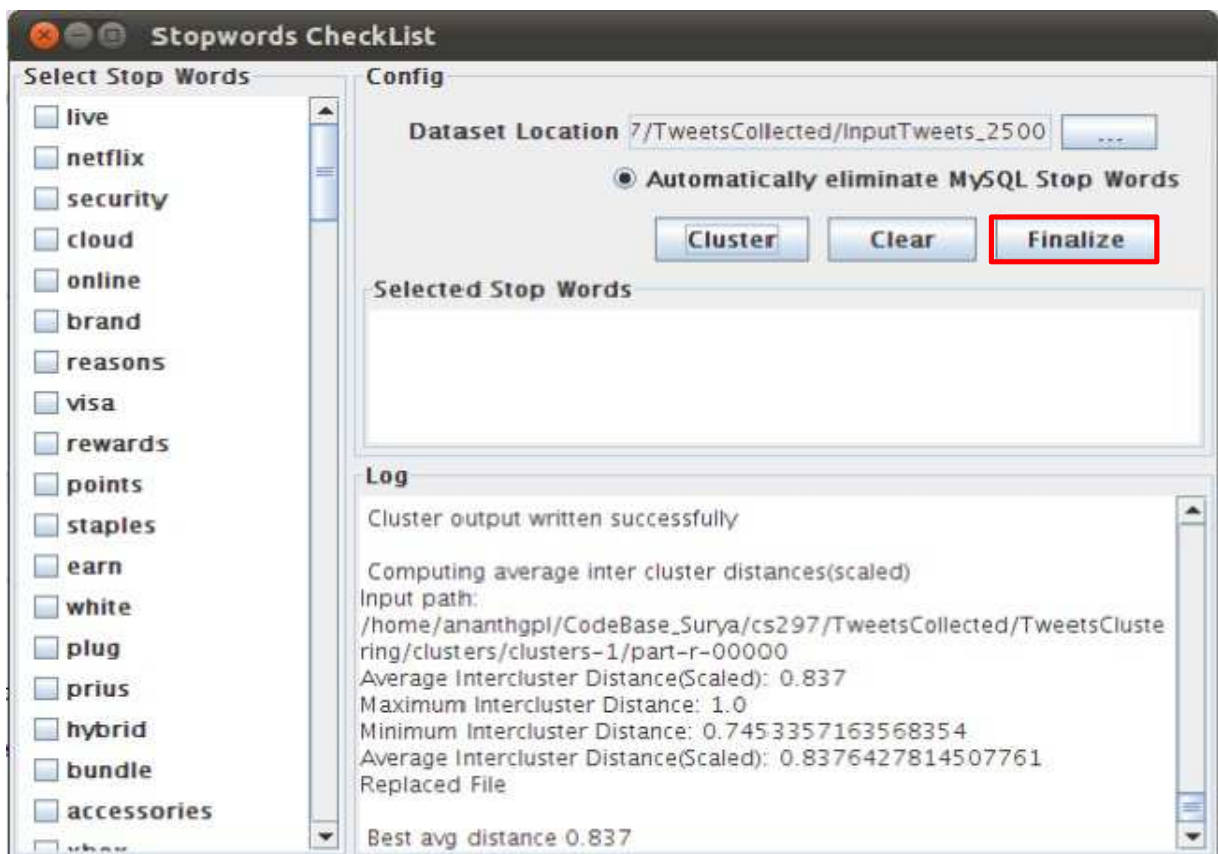 Stopwords CheckList
Select Stop Words
live
netflix
security
cloud
online
brand
reasons
visa
rewards
points
staples
earn
white
plug
prius
hybrid
bundle
accessories
Config
Dataset Location 7/TweetsCollected/InputTweets_2500 ...
Automatically eliminate MySQL Stop Words
Cluster Clear Finalize
Selected Stop Words
Log
Cluster output written successfully
Computing average inter cluster distances(scaled)
Input path:
/home/ananthgpl/CodeBase_Surya/cs297/TweetsCollected/TweetsCluste
ring/clusters/clusters-1/part-r-00000
Average Intercluster Distance(Scaled): 0.837
Maximum Intercluster Distance: 1.0
Minimum Intercluster Distance: 0.7453357163568354
Average Intercluster Distance(Scaled): 0.8376427814507761
Replaced File
Best avg distance 0.837